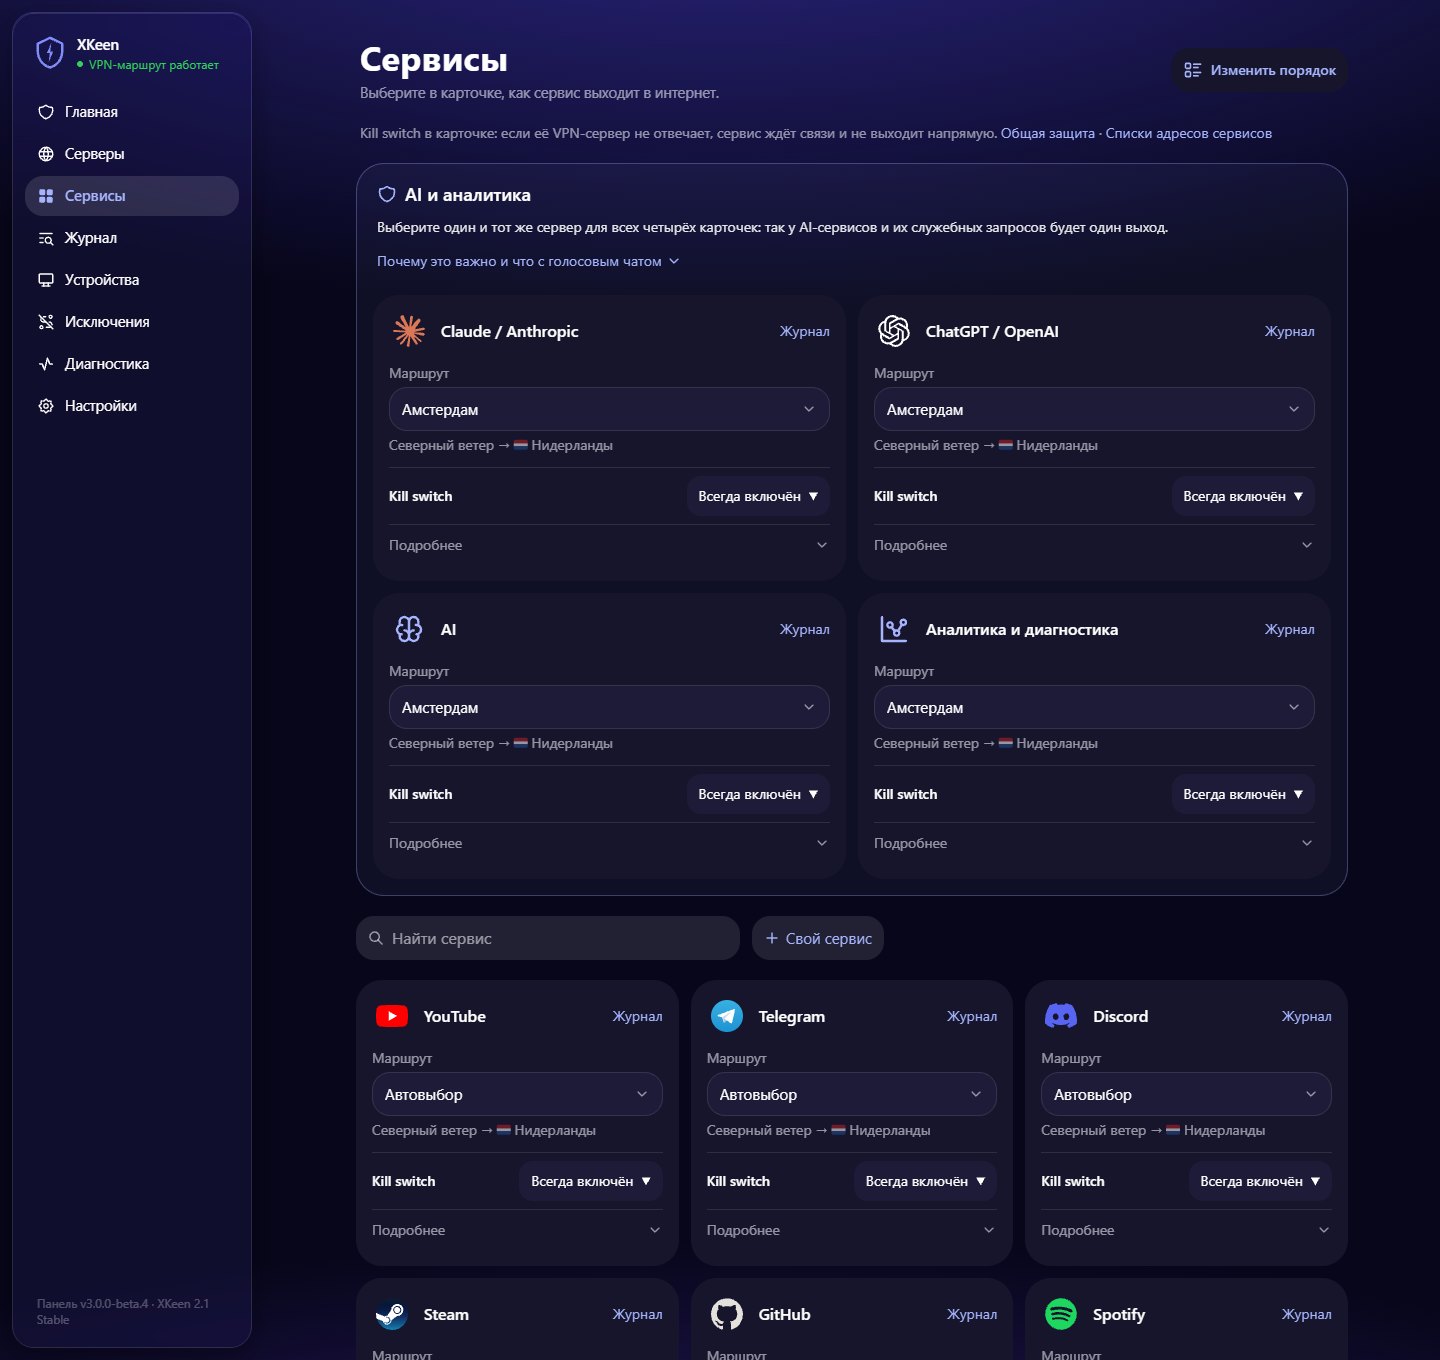 XKeen
VPN-маршрут работает
Главная
Серверы
Сервисы
Журнал
Устройства
Исключения
Диагностика
Настройки
Панель v3.0.0-beta.4 · XKeen 2.1
Stable
Сервисы
Выберите в карточке, как сервис выходит в интернет.
Изменить порядок
Kill switch в карточке: если её VPN-сервер не отвечает, сервис ждёт связи и не выходит напрямую. Общая защита · Списки адресов сервисов
AI и аналитика
Выберите один и тот же сервер для всех четырёх карточек: так у AI-сервисов и их служебных запросов будет один выход.
Почему это важно и что с голосовым чатом
Claude / Anthropic
Журнал
Маршрут
Амстердам
Северный ветер → Нидерланды
Kill switch
Всегда включён ▼
Подробнее
ChatGPT / OpenAI
Журнал
Маршрут
Амстердам
Северный ветер → Нидерланды
Kill switch
Всегда включён ▼
Подробнее
AI
Журнал
Маршрут
Амстердам
Северный ветер → Нидерланды
Kill switch
Всегда включён ▼
Подробнее
Аналитика и диагностика
Журнал
Маршрут
Амстердам
Северный ветер → Нидерланды
Kill switch
Всегда включён ▼
Подробнее
Найти сервис
+ Свой сервис
YouTube
Журнал
Маршрут
Автовыбор
Северный ветер → Нидерланды
Kill switch
Всегда включён ▼
Подробнее
Telegram
Журнал
Маршрут
Автовыбор
Северный ветер → Нидерланды
Kill switch
Всегда включён ▼
Подробнее
Discord
Журнал
Маршрут
Автовыбор
Северный ветер → Нидерланды
Kill switch
Всегда включён ▼
Подробнее
Steam
Журнал
Маршрут
GitHub
Журнал
Маршрут
Spotify
Журнал
Маршрут